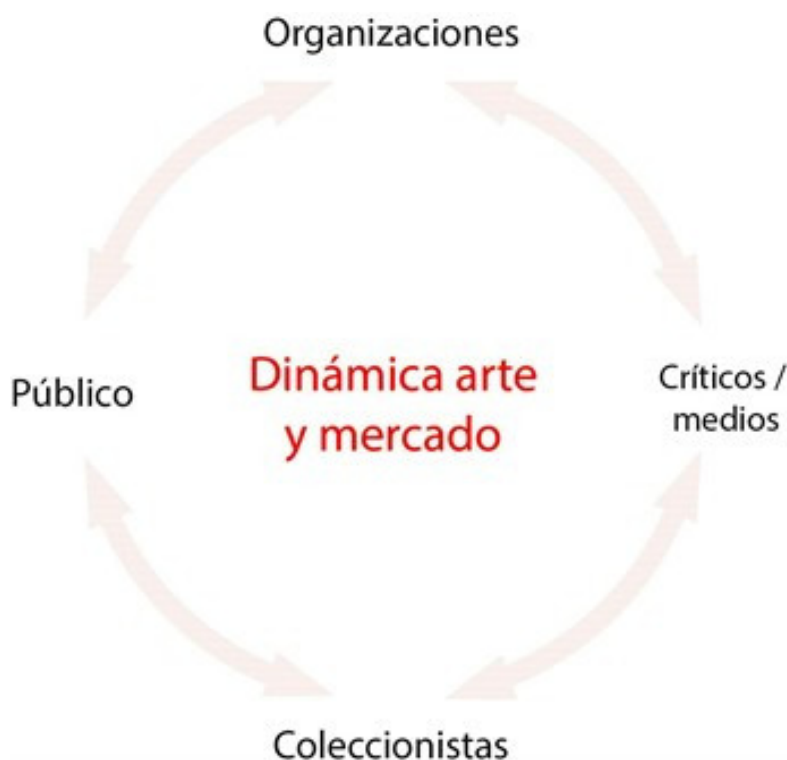 Organizaciones
Público
Dinámica arte
y mercado
Críticos /
medios
Coleccionistas